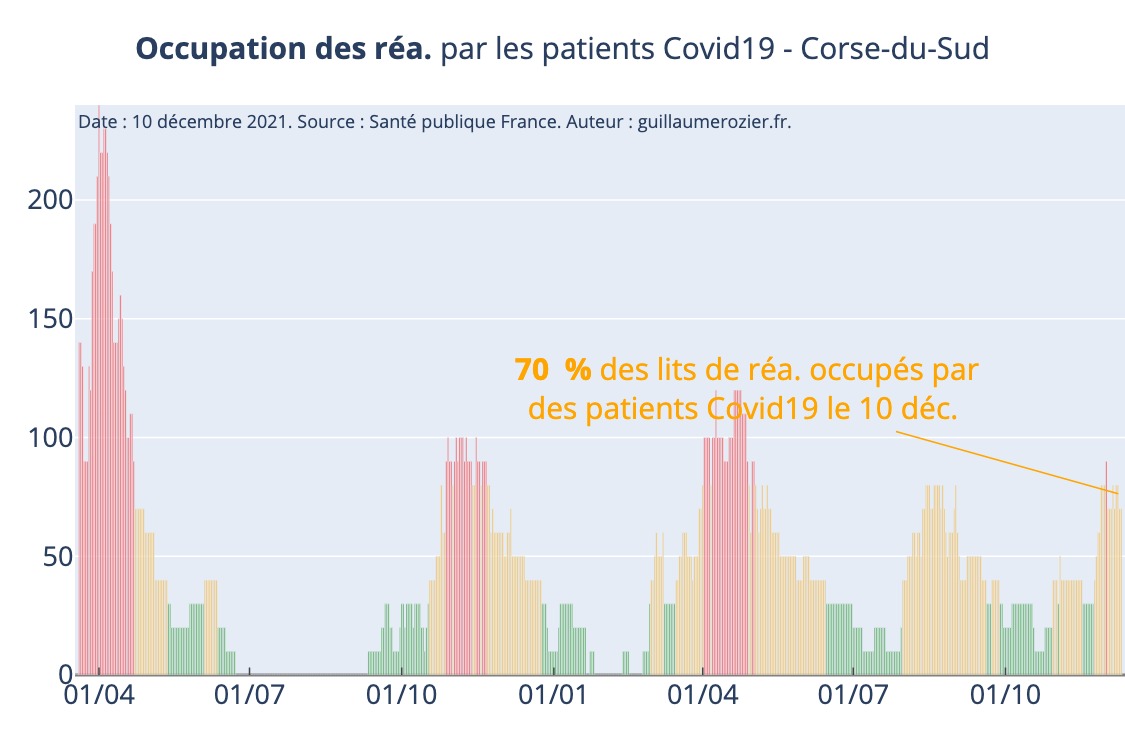 Occupation des réa. par les patients Covid19 - Corse-du-Sud
Date : 10 décembre 2021. Source : Santé publique France. Auteur : guillaumerozier.fr.
200
150
70 % des lits de réa. occupés par
des patients Covid19 le 10 déc.
100
50
0
01/04 01/07 01/10 01/01 01/04 01/07 01/10